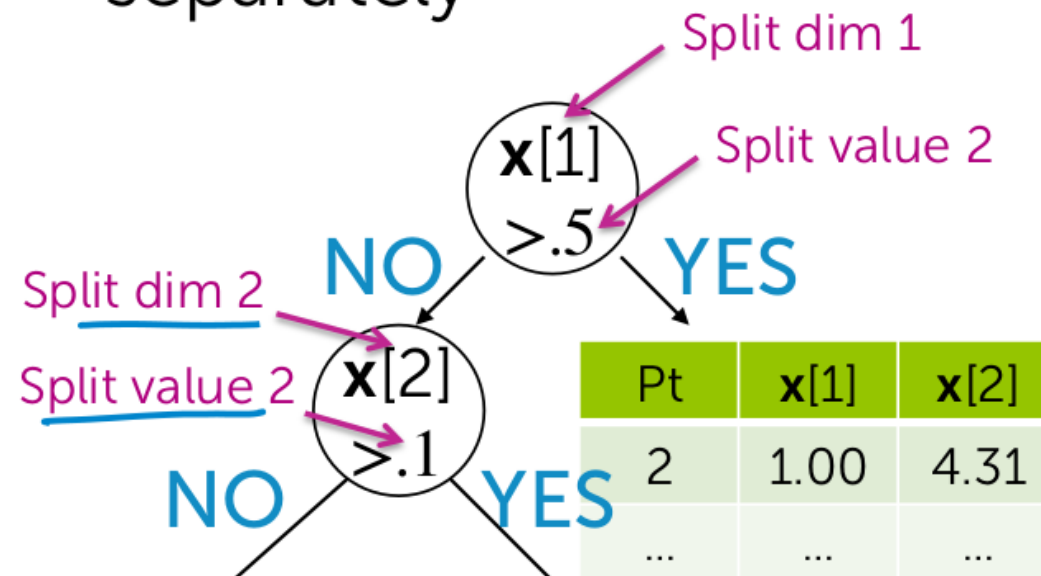 separately
Split dim 1
x[1]
>.5
Split value 2
NO
YES
Split dim 2
x[2]
>.1
Split value 2
NO
YES
Pt x[1] x[2]
2 1.00 4.31
... ... ...